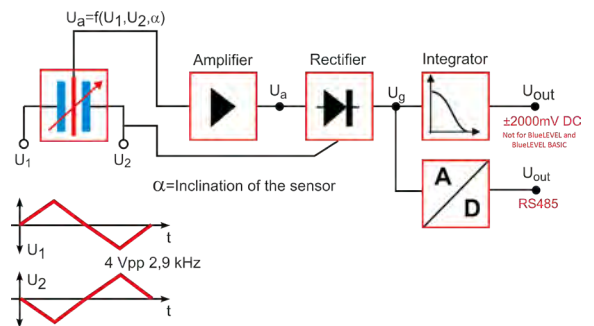 Ua=f(U1,U2,α)
Amplifier
Rectifier
Integrator
Ua
Ug
Uout
±2000mV DC
Not for BlueLEVEL and
BlueLEVEL BASIC
U1
U2
α=Inclination of the sensor
A
D
Uout
RS485
t
U1
4 Vpp 2,9 kHz
U2
t